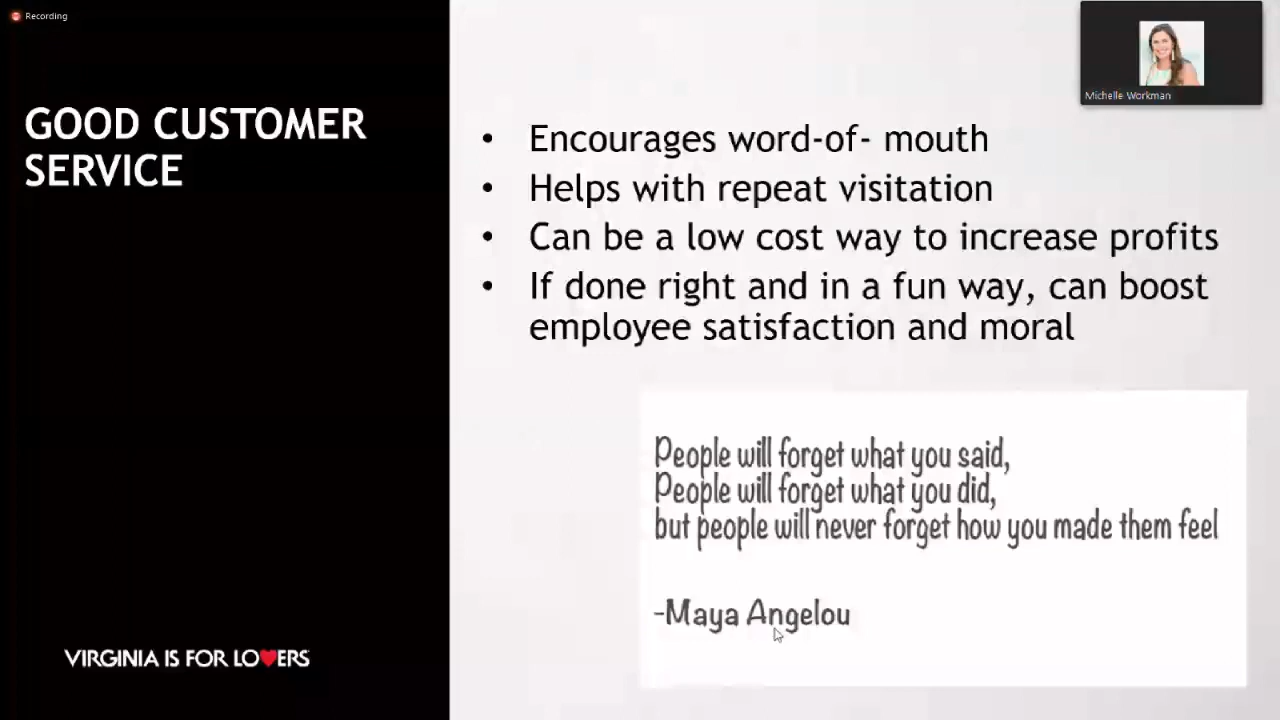 Recording
Michelle Workman
GOOD CUSTOMER
SERVICE
• Encourages word-of- mouth
• Helps with repeat visitation
• Can be a low cost way to increase profits
• If done right and in a fun way, can boost
employee satisfaction and moral
People will forget what you said,
People will forget what you did,
but people will never forget how you made them feel
-Maya Angelou
VIRGINIA IS FOR LO♥ERS